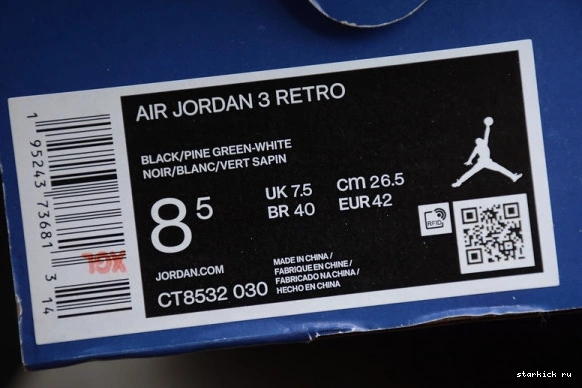 AIR JORDAN 3 RETRO
BLACK/PINE GREEN-WHITE
NOIR/BLANC/VERT SAPIN
8 5
UK 7.5
BR 40
cm 26.5
EUR 42
RFID
JORDAN.COM
CT8532 030
MADE IN CHINA /
FABRIQUE EN CHINE /
FABRICADO NA CHINA /
HECHO EN CHINA
1 95243 73681 3 14
starkick ru